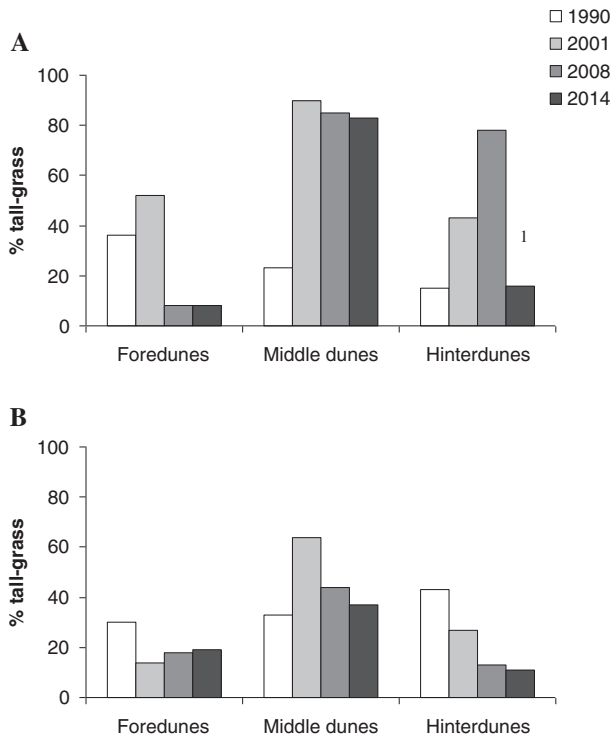 1990
2001
2008
2014
A
100
80
60
40
20
0
% tall-grass
1
Foredunes Middle dunes Hinterdunes
B
100
80
60
40
20
0
% tall-grass
Foredunes Middle dunes Hinterdunes